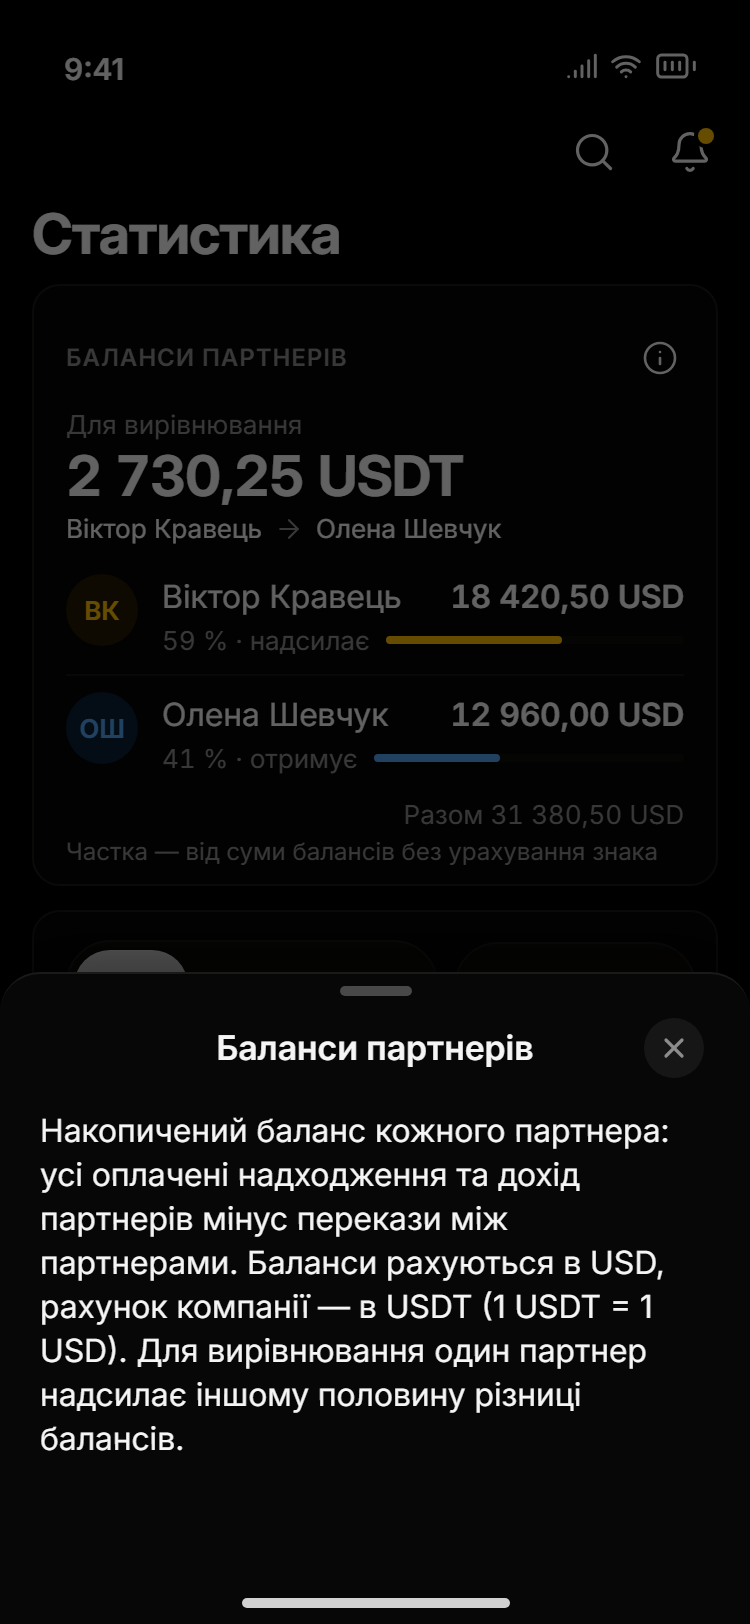 9:41
Статистика
БАЛАНСИ ПАРТНЕРІВ
Для вирівнювання
2 730,25 USDT
Віктор Кравець → Олена Шевчук
ВК
Віктор Кравець 18 420,50 USD
59 % · надсилає
ОШ
Олена Шевчук 12 960,00 USD
41 % · отримує
Разом 31 380,50 USD
Частка — від суми балансів без урахування знака
Баланси партнерів
Накопичений баланс кожного партнера:
усі оплачені надходження та дохід
партнерів мінус перекази між
партнерами. Баланси рахуються в USD,
рахунок компанії — в USDT (1 USDT = 1
USD). Для вирівнювання один партнер
надсилає іншому половину різниці
балансів.